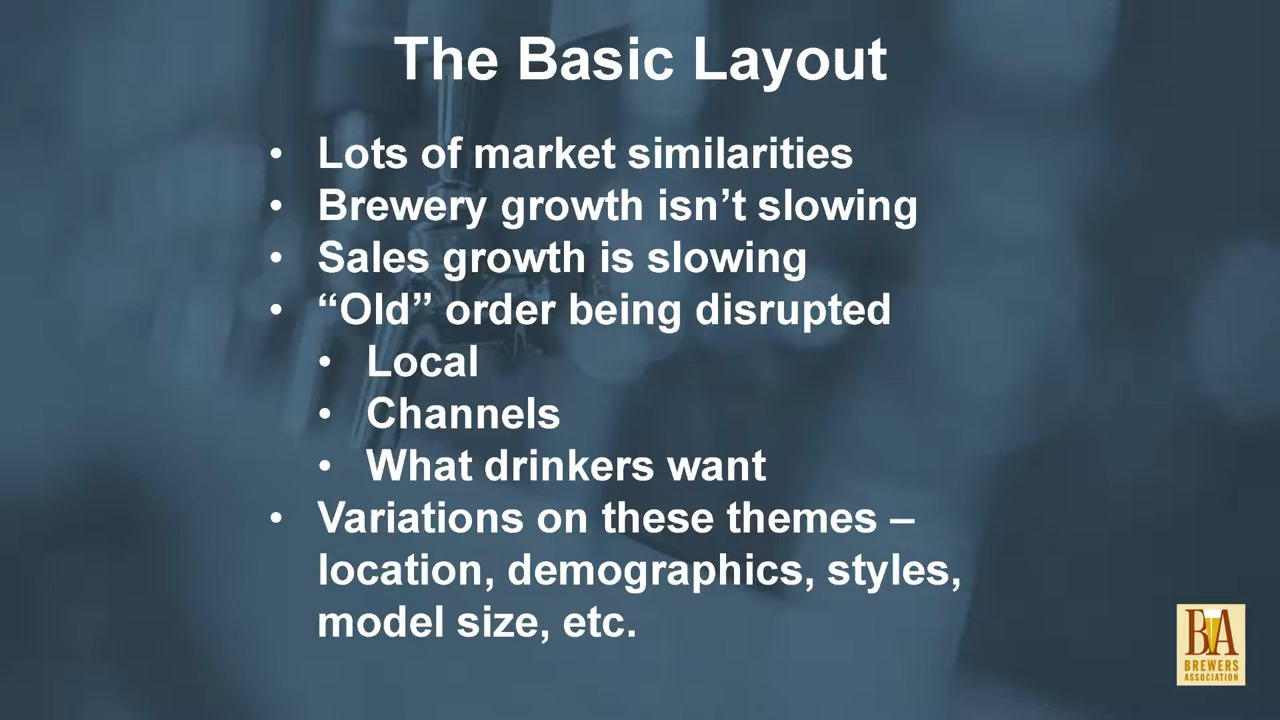 The Basic Layout
• Lots of market similarities
• Brewery growth isn’t slowing
• Sales growth is slowing
• “Old” order being disrupted
• Local
• Channels
• What drinkers want
• Variations on these themes –
location, demographics, styles,
model size, etc.
BA
BREWERS
ASSOCIATION